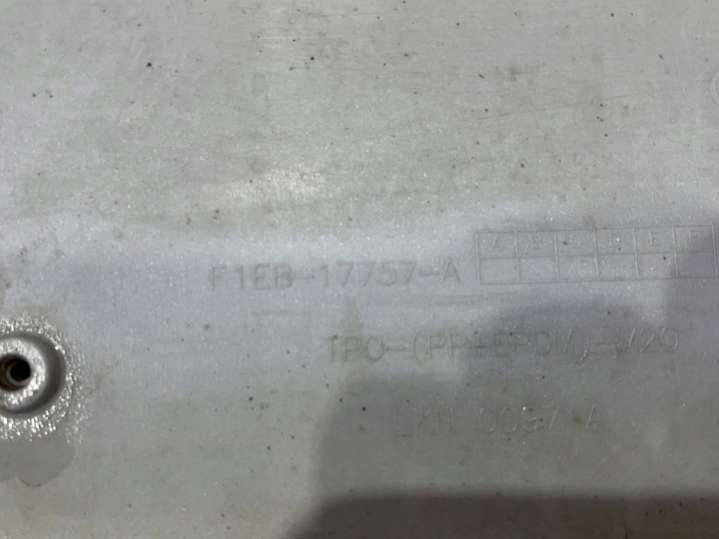 F1EB-17757-A
A B C D E F
TPO-(PP+EPDM)-M20